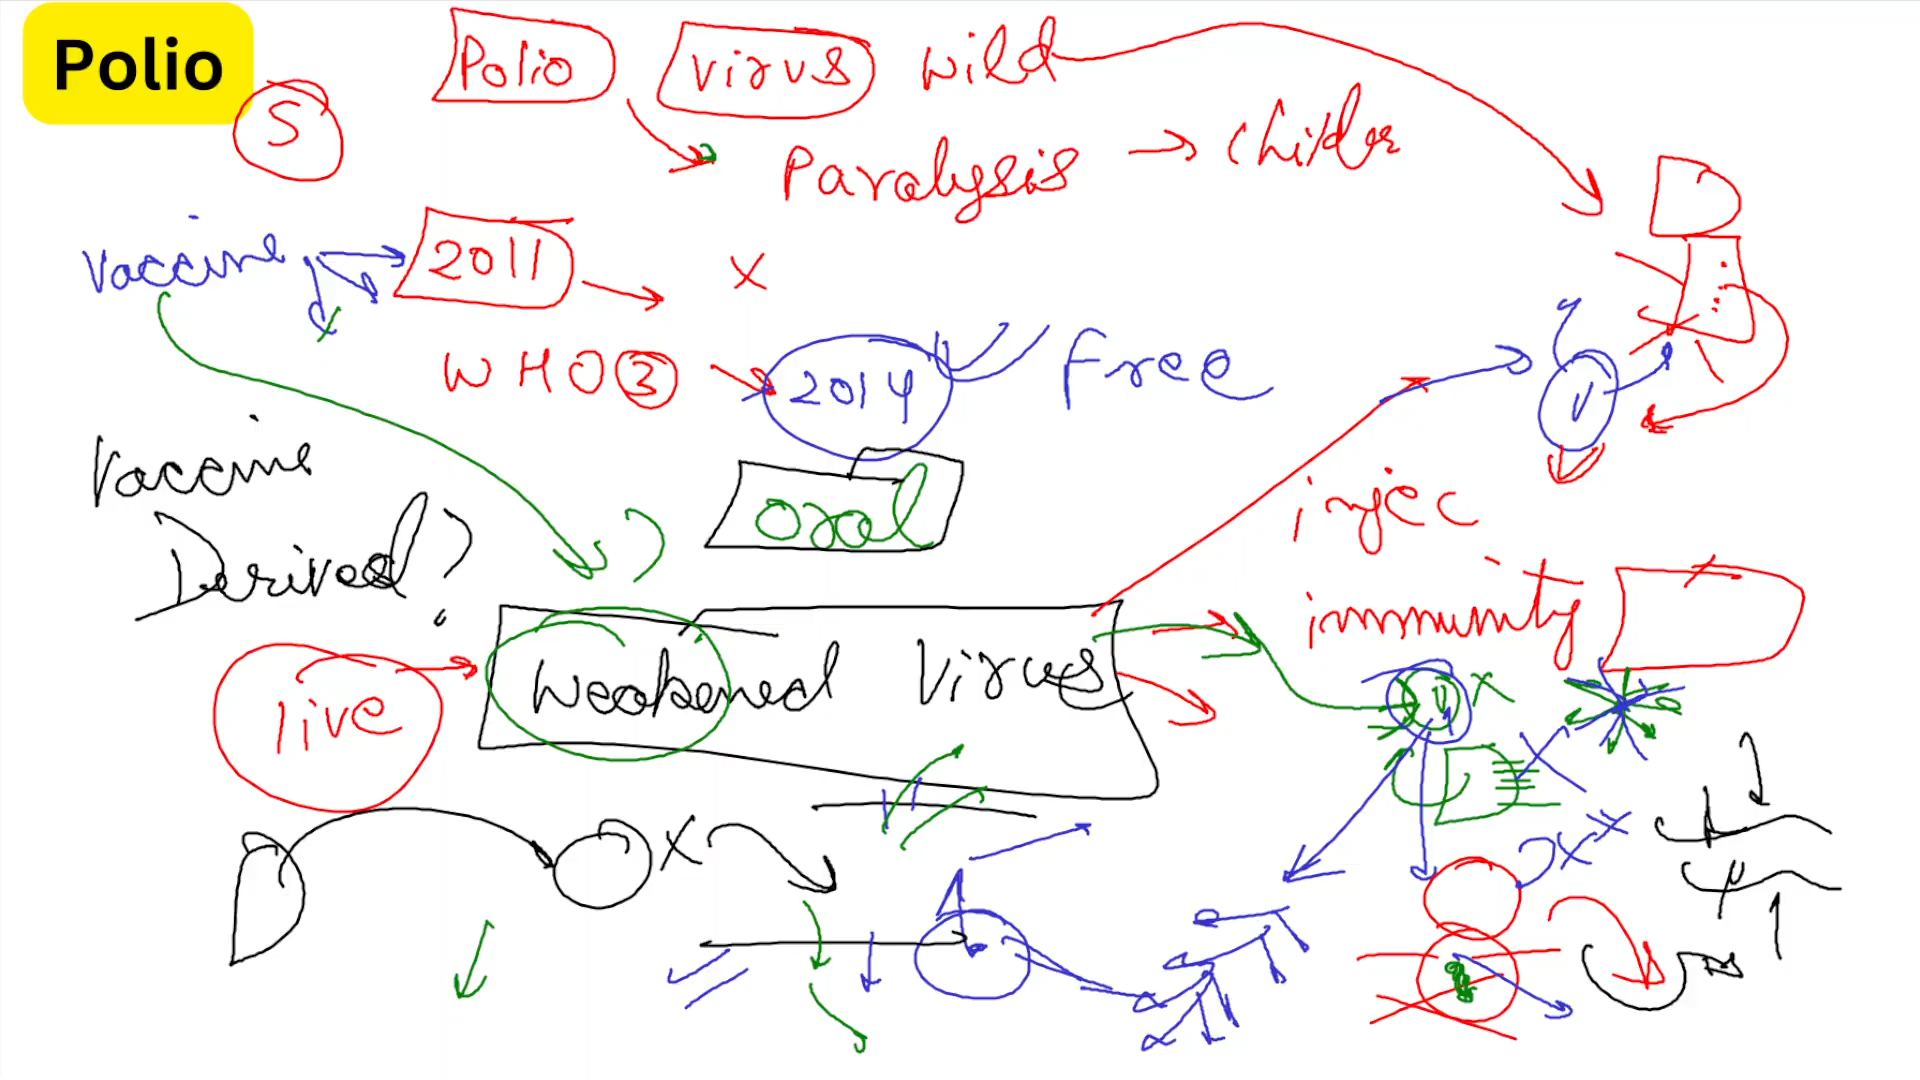 Polio
S
Polio virus wild
Paralysis → Childer
Vaccine 2011 x
WHO 3 2014 Free
oral
Vaccine
Derived?
injec
immunity
live
Weakened Virus
V
V x
x